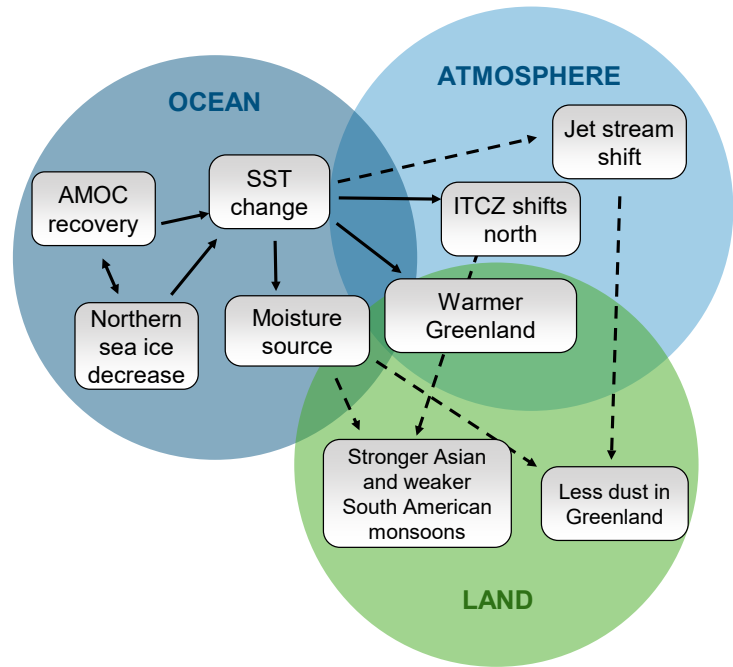 ATMOSPHERE
OCEAN
Jet stream
shift
AMOC
recovery
SST
change
ITCZ shifts
north
Northern
sea ice
decrease
Moisture
source
Warmer
Greenland
Stronger Asian
and weaker
South American
monsoons
Less dust in
Greenland
LAND